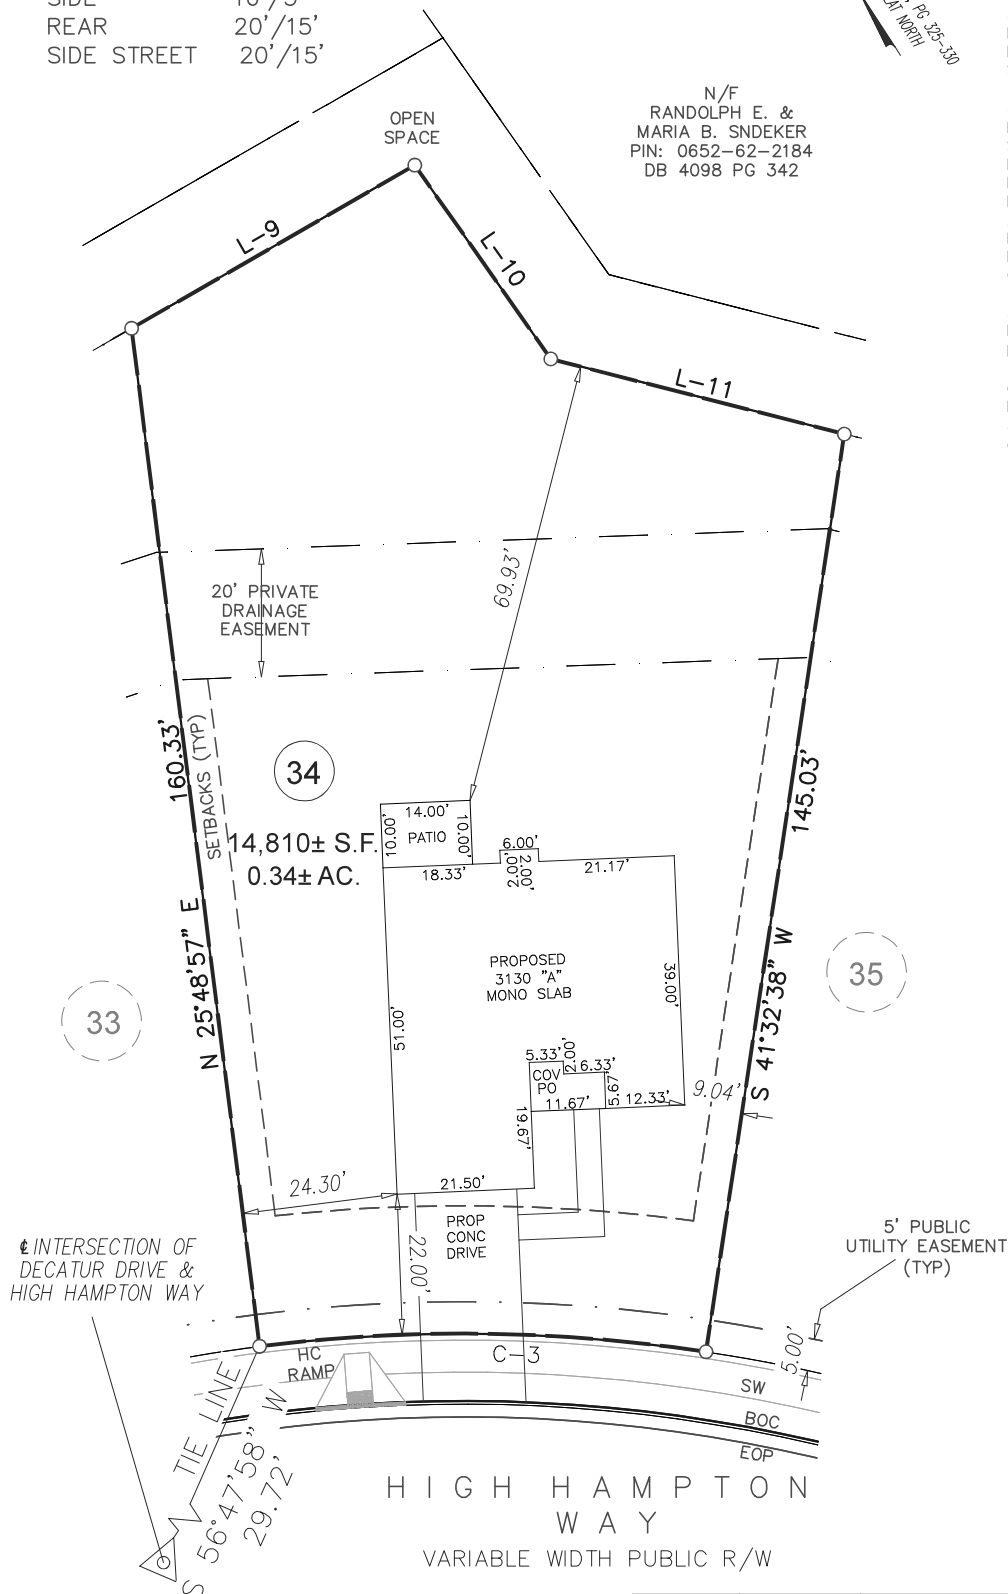 REAR 20'/15'
SIDE STREET 20'/15'
PG 325-330
NORTH
OPEN
SPACE
N/F
RANDOLPH E. &
MARIA B. SNDEKER
PIN: 0652-62-2184
DB 4098 PG 342
L-9
L-10
L-11
69.93'
20' PRIVATE
DRAINAGE
EASEMENT
160.33'
SETBACKS (TYP)
34
145.03'
14,810± S.F.
0.34± AC.
14.00'
10.00'
PATIO
10.00'
18.33'
6.00'
2.00'
2.00'
21.17'
PROPOSED
3130 "A"
MONO SLAB
39.00'
51.00'
N 25°48'57" E
S 41°32'38" W
33
35
5.33'
2.00'
6.33'
COV
PO
5.67'
11.67'
12.33'
9.04'
19.67'
24.30'
21.50'
PROP
CONC
DRIVE
22.00'
℄ INTERSECTION OF
DECATUR DRIVE &
HIGH HAMPTON WAY
5' PUBLIC
UTILITY EASEMENT
(TYP)
5.00'
HC
RAMP
C-3
SW
BOC
EOP
TIE LINE
S 56°47'58" W
29.72'
HIGH HAMPTON
WAY
VARIABLE WIDTH PUBLIC R/W